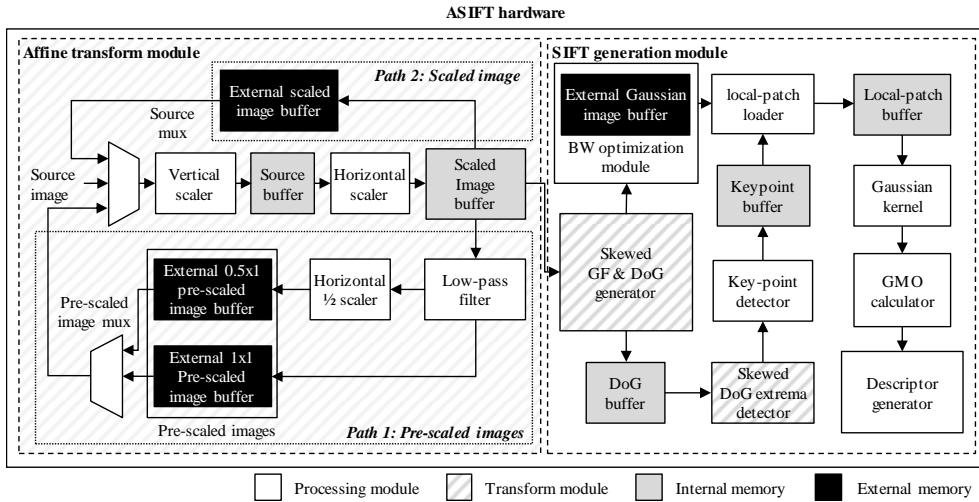 ASIFT hardware
Affine transform module
Path 2: Scaled image
External scaled
image buffer
Source
mux
Source
image
Vertical
scaler
Source
buffer
Horizontal
scaler
Scaled
Image
buffer
Pre-scaled
image mux
External 0.5x1
pre-scaled
image buffer
Horizontal
½ scaler
Low-pass
filter
External 1x1
Pre-scaled
image buffer
Pre-scaled images
Path 1: Pre-scaled images
SIFT generation module
External Gaussian
image buffer
BW optimization
module
local-patch
loader
Local-patch
buffer
Keypoint
buffer
Gaussian
kernel
Skewed
GF & DoG
generator
Key-point
detector
GMO
calculator
DoG
buffer
Skewed
DoG extrema
detector
Descriptor
generator
Processing module
Transform module
Internal memory
External memory